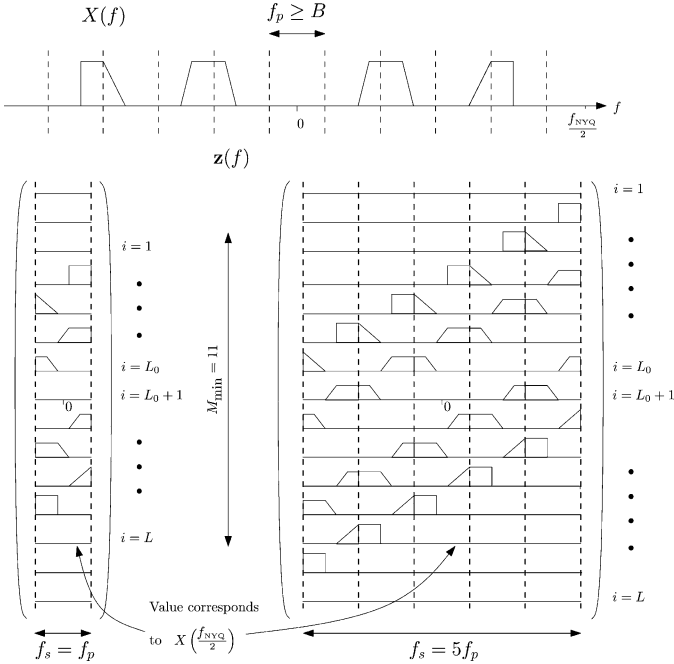 X(f)
f_p ≥ B
f
0
f_NYQ/2
z(f)
i = 1
i = 1
M_min = 11
i = L_0
i = L_0
i = L_0 + 1
i = L_0 + 1
0
0
i = L
i = L
Value corresponds
to X(f_NYQ/2)
f_s = f_p
f_s = 5f_p